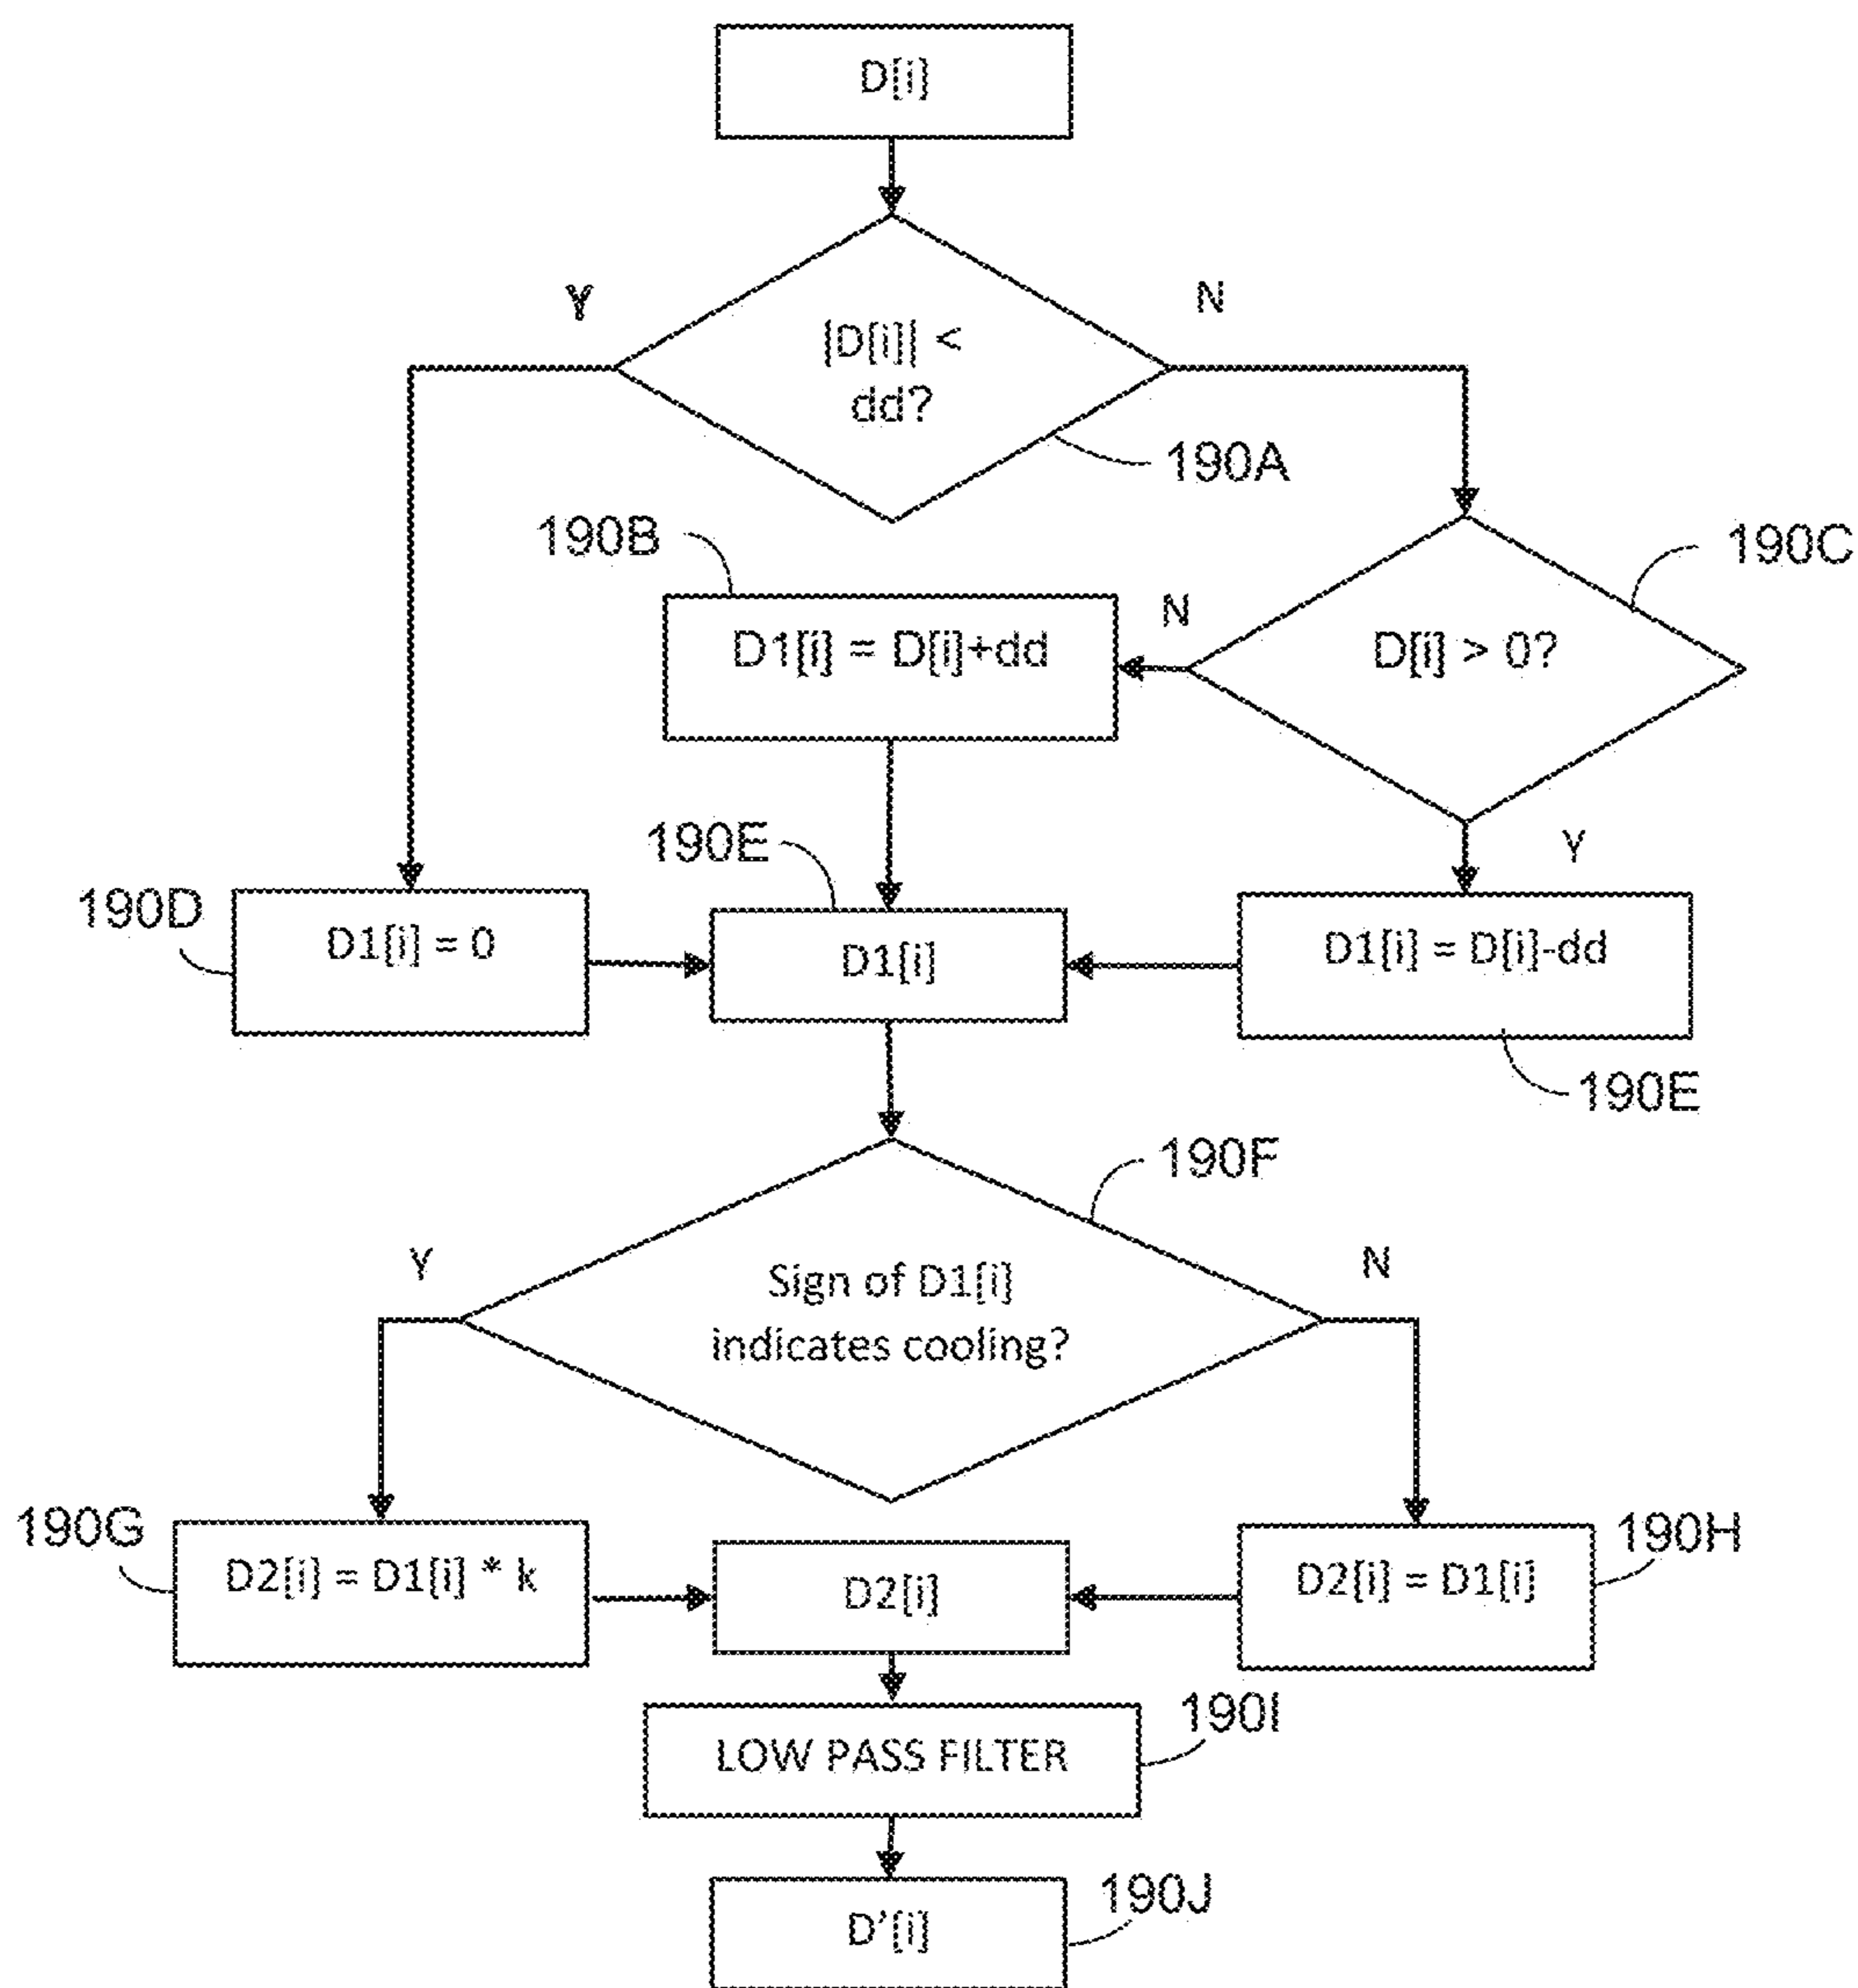 D[i]
Y
N
|D[i]| <
dd?
190A
190B
190C
N
D1[i] = D[i]+dd
D[i] > 0?
190E
Y
190D
D1[i] = 0
D1[i]
D1[i] = D[i]-dd
190E
190F
Y
N
Sign of D1[i]
indicates cooling?
190G
190H
D2[i] = D1[i] * k
D2[i]
D2[i] = D1[i]
190I
LOW PASS FILTER
190J
D'[i]